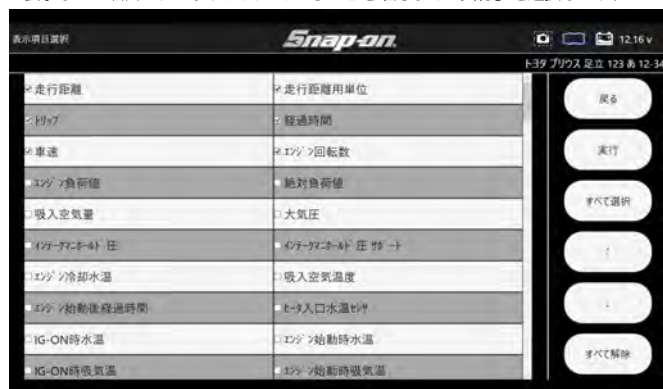 表示項目選択
Snap-on
12.16 v
トヨタ プリウス 足立 123 あ 12-34
走行距離
走行距離用単位
トリップ
経過時間
車速
エンジン回転数
エンジン負荷値
絶対負荷値
吸入空気量
大気圧
インテークマニホールド圧
インテークマニホールド圧 サポート
エンジン冷却水温
吸入空気温度
エンジン始動後経過時間
ヒータ入口水温センサ
IG-ON時水温
エンジン始動時水温
IG-ON時吸気温
エンジン始動時吸気温
戻る
実行
すべて選択
↑
↓
すべて解除